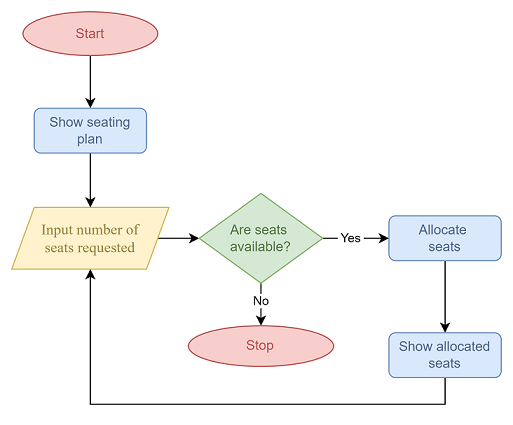 Start
Show seating
plan
Input number of
seats requested
Are seats
available?
Yes
Allocate
seats
No
Stop
Show allocated
seats